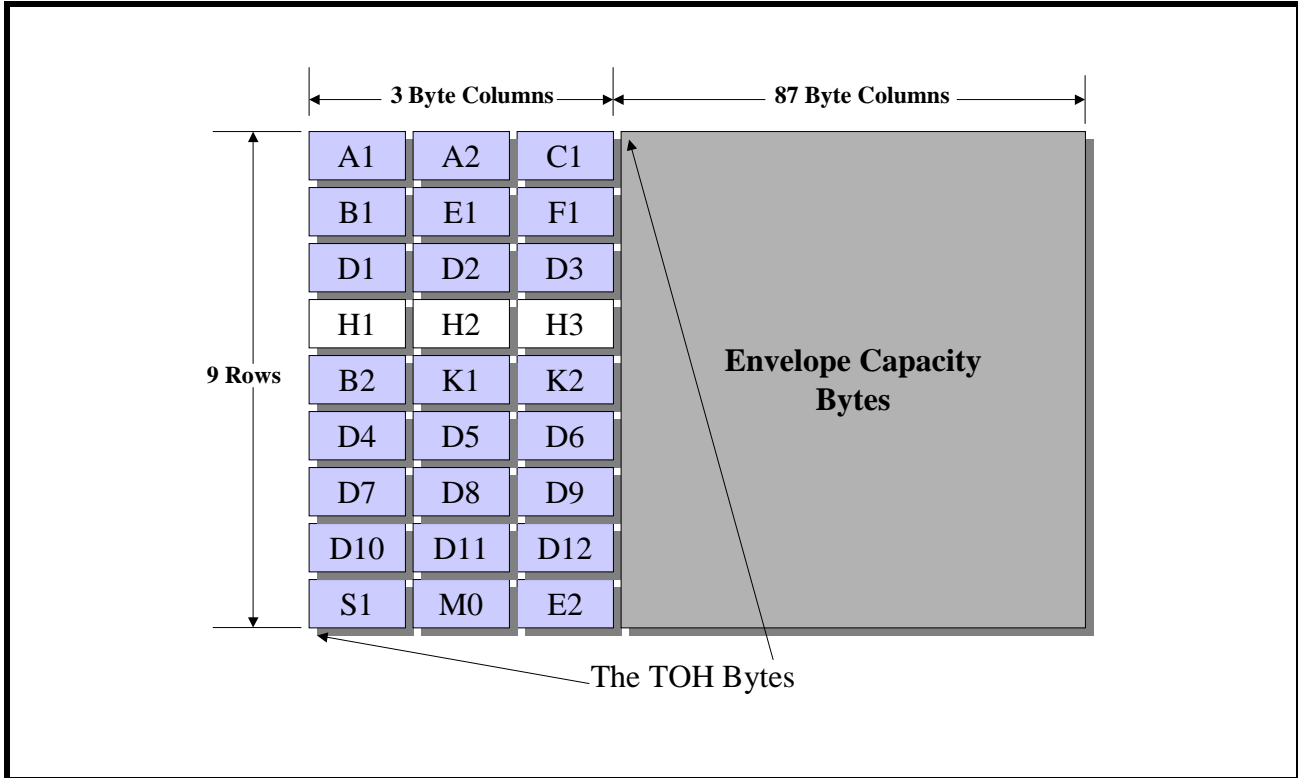 3 Byte Columns 87 Byte Columns
A1 A2 C1
B1 E1 F1
D1 D2 D3
H1 H2 H3
9 Rows
B2 K1 K2
D4 D5 D6
D7 D8 D9
D10 D11 D12
S1 M0 E2
Envelope Capacity
Bytes
The TOH Bytes